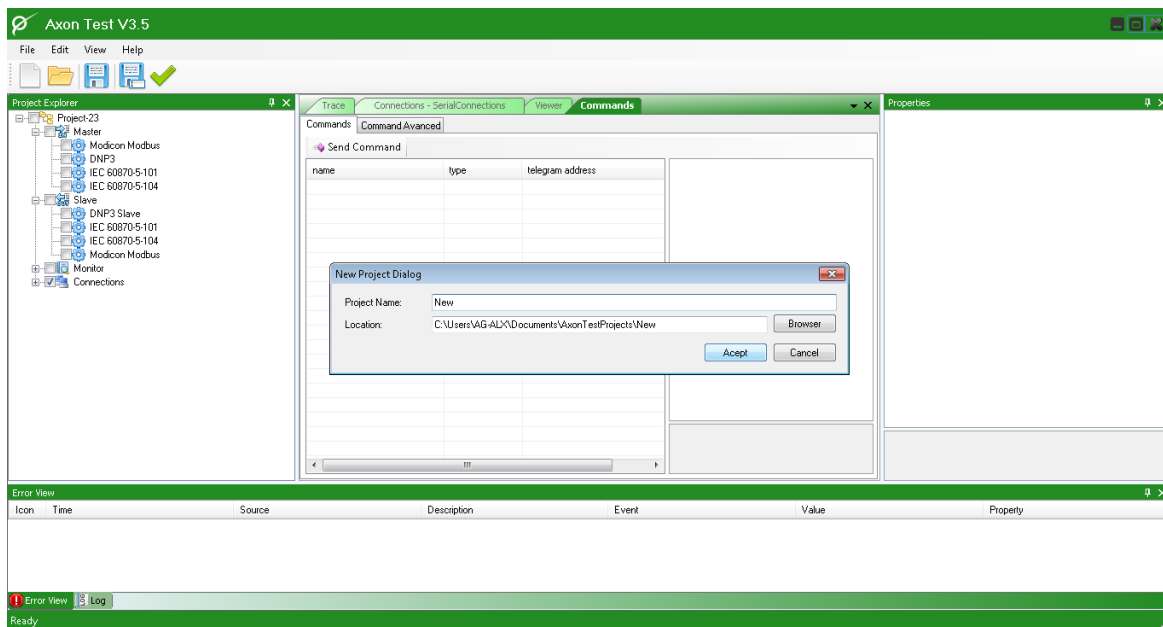 Axon Test V3.5
File Edit View Help
Project Explorer
Project-23
Master
Modicon Modbus
DNP3
IEC 60870-5-101
IEC 60870-5-104
Slave
DNP3 Slave
IEC 60870-5-101
IEC 60870-5-104
Modicon Modbus
Monitor
Connections
Trace Connections - SerialConnections Viewer Commands
Commands Command Avanced
Send Command
name type telegram address
New Project Dialog
Project Name: New
Location: C:\Users\AG-ALX\Documents\AxonTestProjects\New Browser
Acept Cancel
Properties
Error View
Icon Time Source Description Event Value Property
Error View Log
Ready